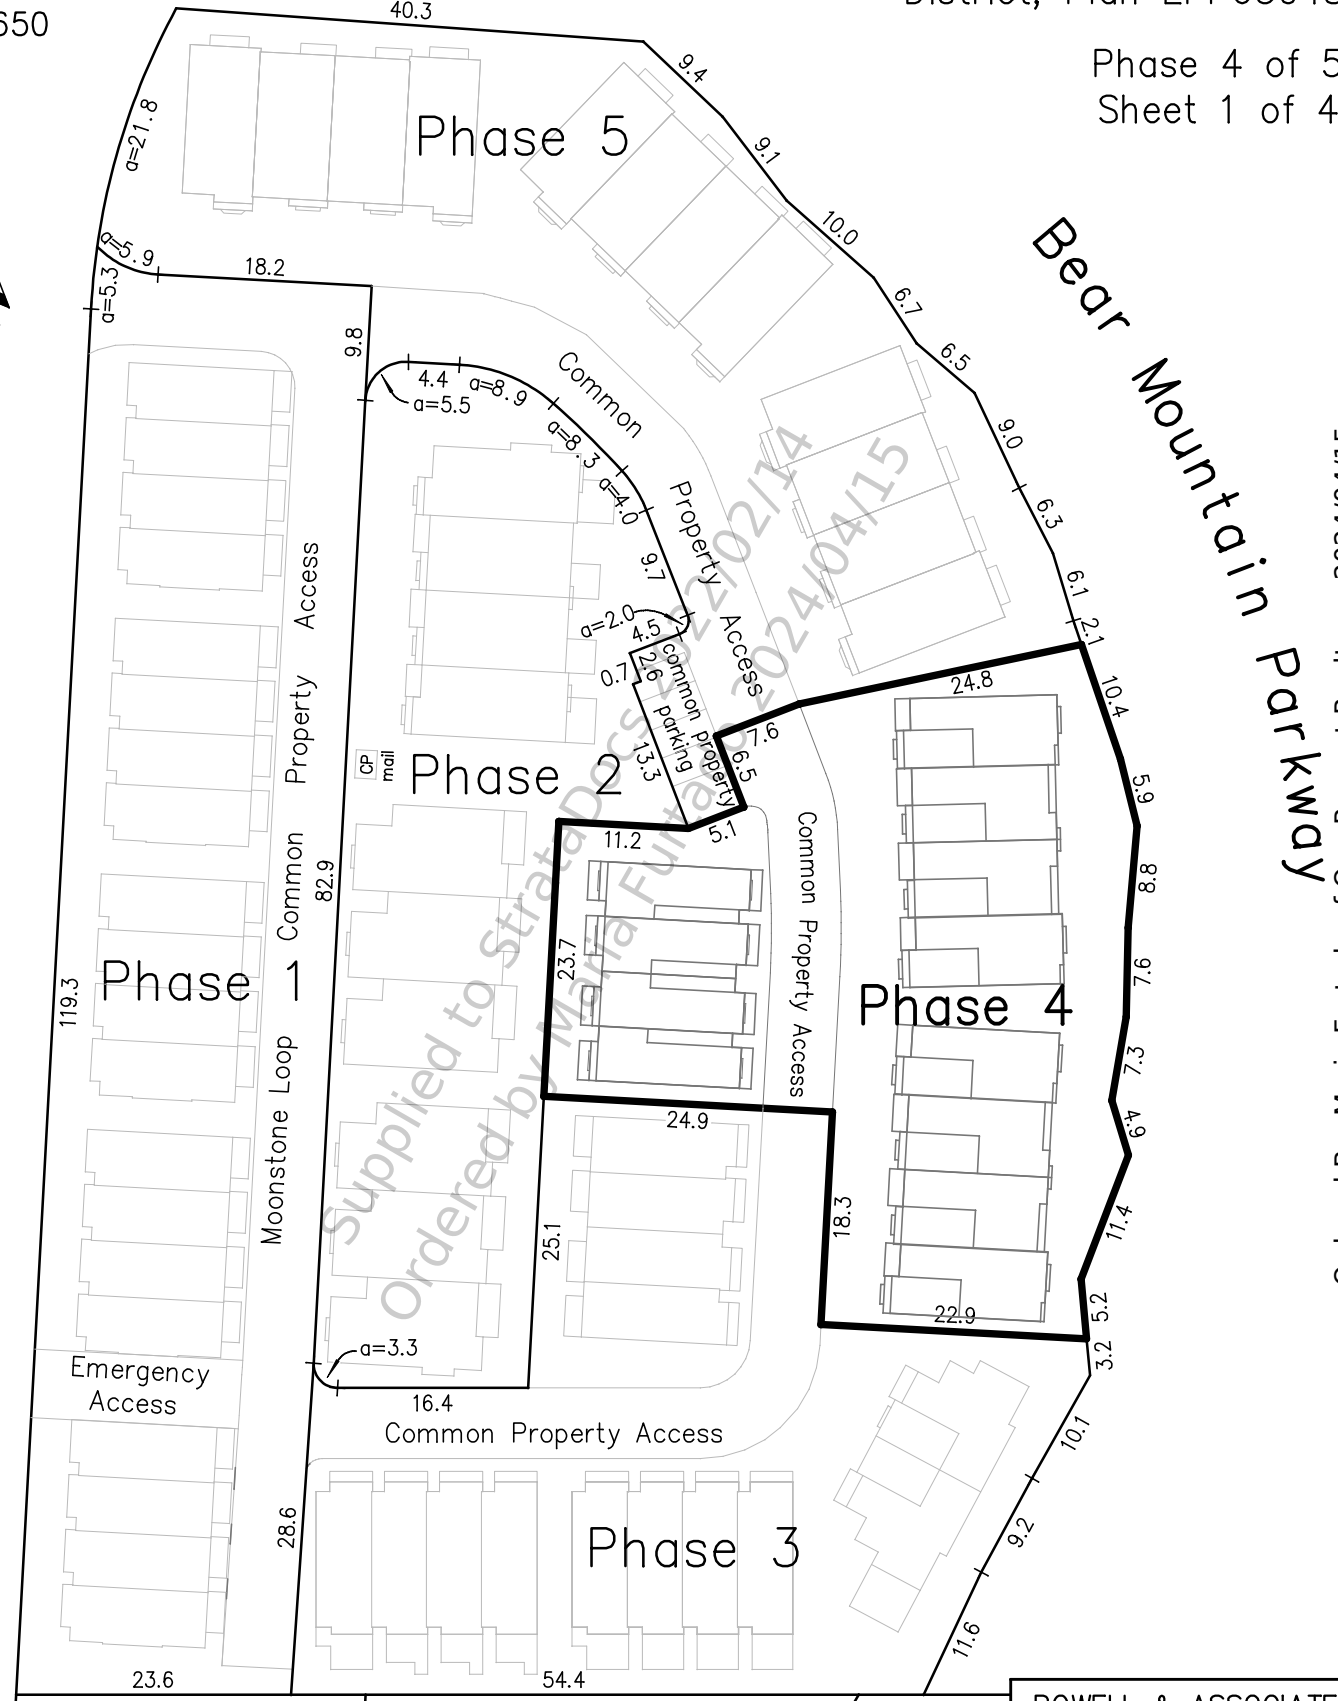 650
Phase 4 of 5
Sheet 1 of 4
40.3
9.4
9.1
10.0
6.7
6.5
9.0
6.3
6.1
2.1
Bear Mountain Parkway
a=21.8
Phase 5
a=5.9
a=5.3
18.2
9.8
4.4
a=5.5
a=8.9
a=8.3
a=4.0
9.7
a=2.0
4.5
2.6
0.7
13.3
Common Property Access
common property
parking
24.8
7.6
6.5
5.1
11.2
10.4
5.9
8.8
7.6
7.3
4.9
11.4
5.2
3.2
CP
mail
Phase 2
Moonstone Loop Common Property Access
82.9
Common Property Access
23.7
Phase 1
Phase 4
119.3
24.9
18.3
25.1
22.9
Emergency
Access
a=3.3
16.4
Common Property Access
10.1
9.2
11.6
28.6
Phase 3
23.6
54.4
Supplied to StrataDocs 2022/02/14
Ordered by Maria Furtado 2024/04/15